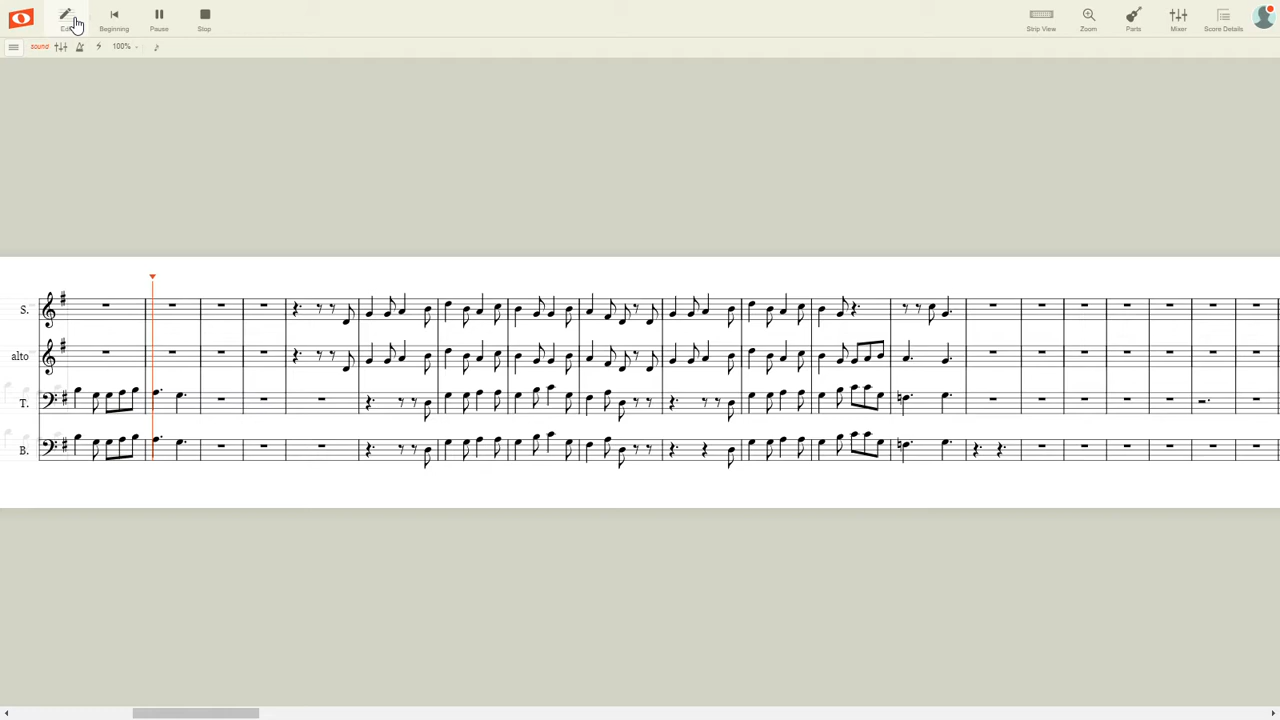 Edit Beginning Pause Stop Strip View Zoom Parts Mixer Score Details
sound 100%
S.
alto
T.
B.